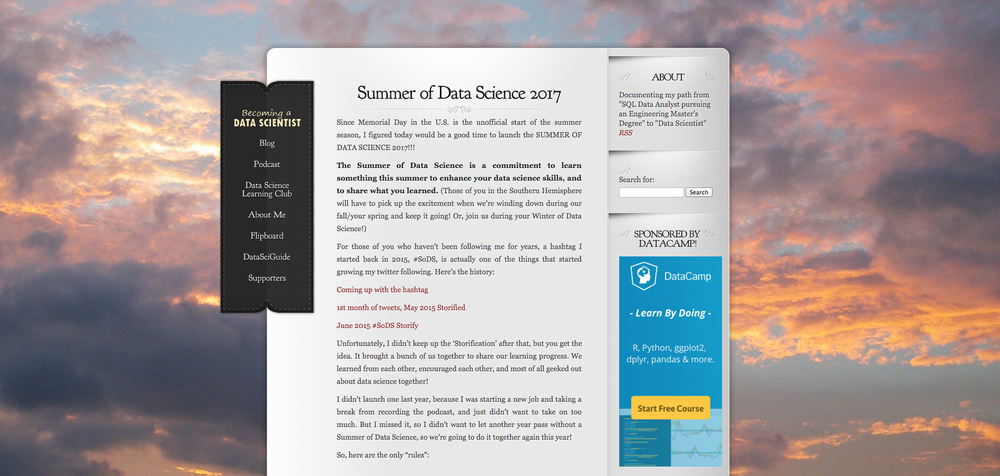 Becoming a
DATA SCIENTIST
Blog
Podcast
Data Science
Learning Club
About Me
Flipboard
DataSciGuide
Supporters
Summer of Data Science 2017
Since Memorial Day in the U.S. is the unofficial start of the summer
season, I figured today would be a good time to launch the SUMMER OF
DATA SCIENCE 2017!!!
The Summer of Data Science is a commitment to learn
something this summer to enhance your data science skills, and
to share what you learned. (Those of you in the Southern Hemisphere
will have to pick up the excitement when we’re winding down during our
fall/your spring and keep it going! Or, join us during your Winter of Data
Science!)
For those of you who haven’t been following me for years, a hashtag I
started back in 2015, #SoDS, is actually one of the things that started
growing my twitter following. Here’s the history:
Coming up with the hashtag
1st month of tweets, May 2015 Storified
June 2015 #SoDS Storify
Unfortunately, I didn’t keep up the ‘Storification’ after that, but you get the
idea. It brought a bunch of us together to share our learning progress. We
learned from each other, encouraged each other, and most of all geeked out
about data science together!
I didn’t launch one last year, because I was starting a new job and taking a
break from recording the podcast, and just didn’t want to take on too
much. But I missed it, so I didn’t want to let another year pass without a
Summer of Data Science, so we’re going to do it together again this year!
So, here are the only “rules”:
ABOUT
Documenting my path from
"SQL Data Analyst pursuing
an Engineering Master's
Degree" to "Data Scientist"
RSS
Search for:
Search
SPONSORED BY
DATACAMP!
DataCamp
- Learn By Doing -
R, Python, ggplot2,
dplyr, pandas & more.
Start Free Course